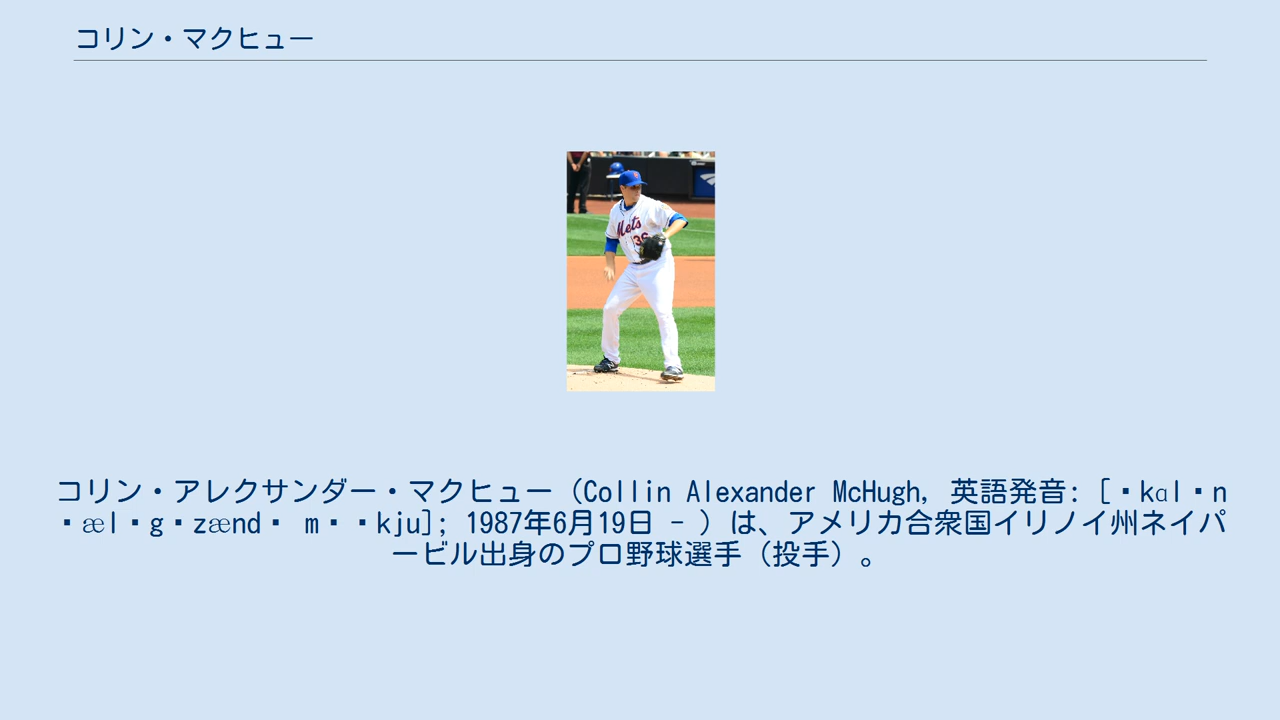 コリン・マクヒュー
Mets
36
コリン・アレクサンダー・マクヒュー（Collin Alexander McHugh, 英語発音: [▪kɑl▪n
▪æl▪g▪zænd▪ m▪▪kju]; 1987年6月19日 - ）は、アメリカ合衆国イリノイ州ネイパ
ービル出身のプロ野球選手（投手）。